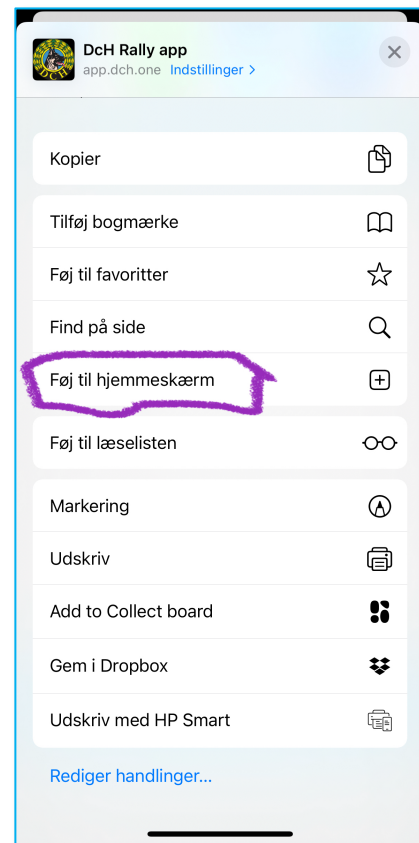 DcH Rally app
app.dch.one Indstillinger >
DCH
Kopier
Tilføj bogmærke
Føj til favoritter
Find på side
Føj til hjemmeskærm
Føj til læselisten
Markering
Udskriv
Add to Collect board
Gem i Dropbox
Udskriv med HP Smart
Rediger handlinger...